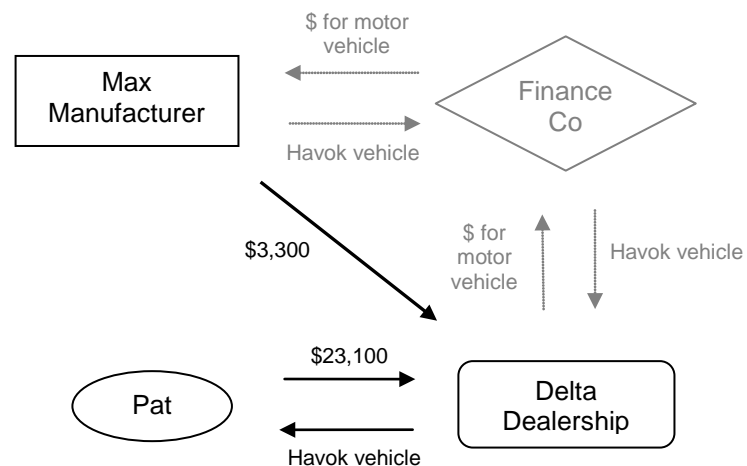 $ for motor
vehicle
Max
Manufacturer
Finance
Co
Havok vehicle
$3,300
$ for
motor
vehicle
Havok vehicle
$23,100
Pat
Delta
Dealership
Havok vehicle